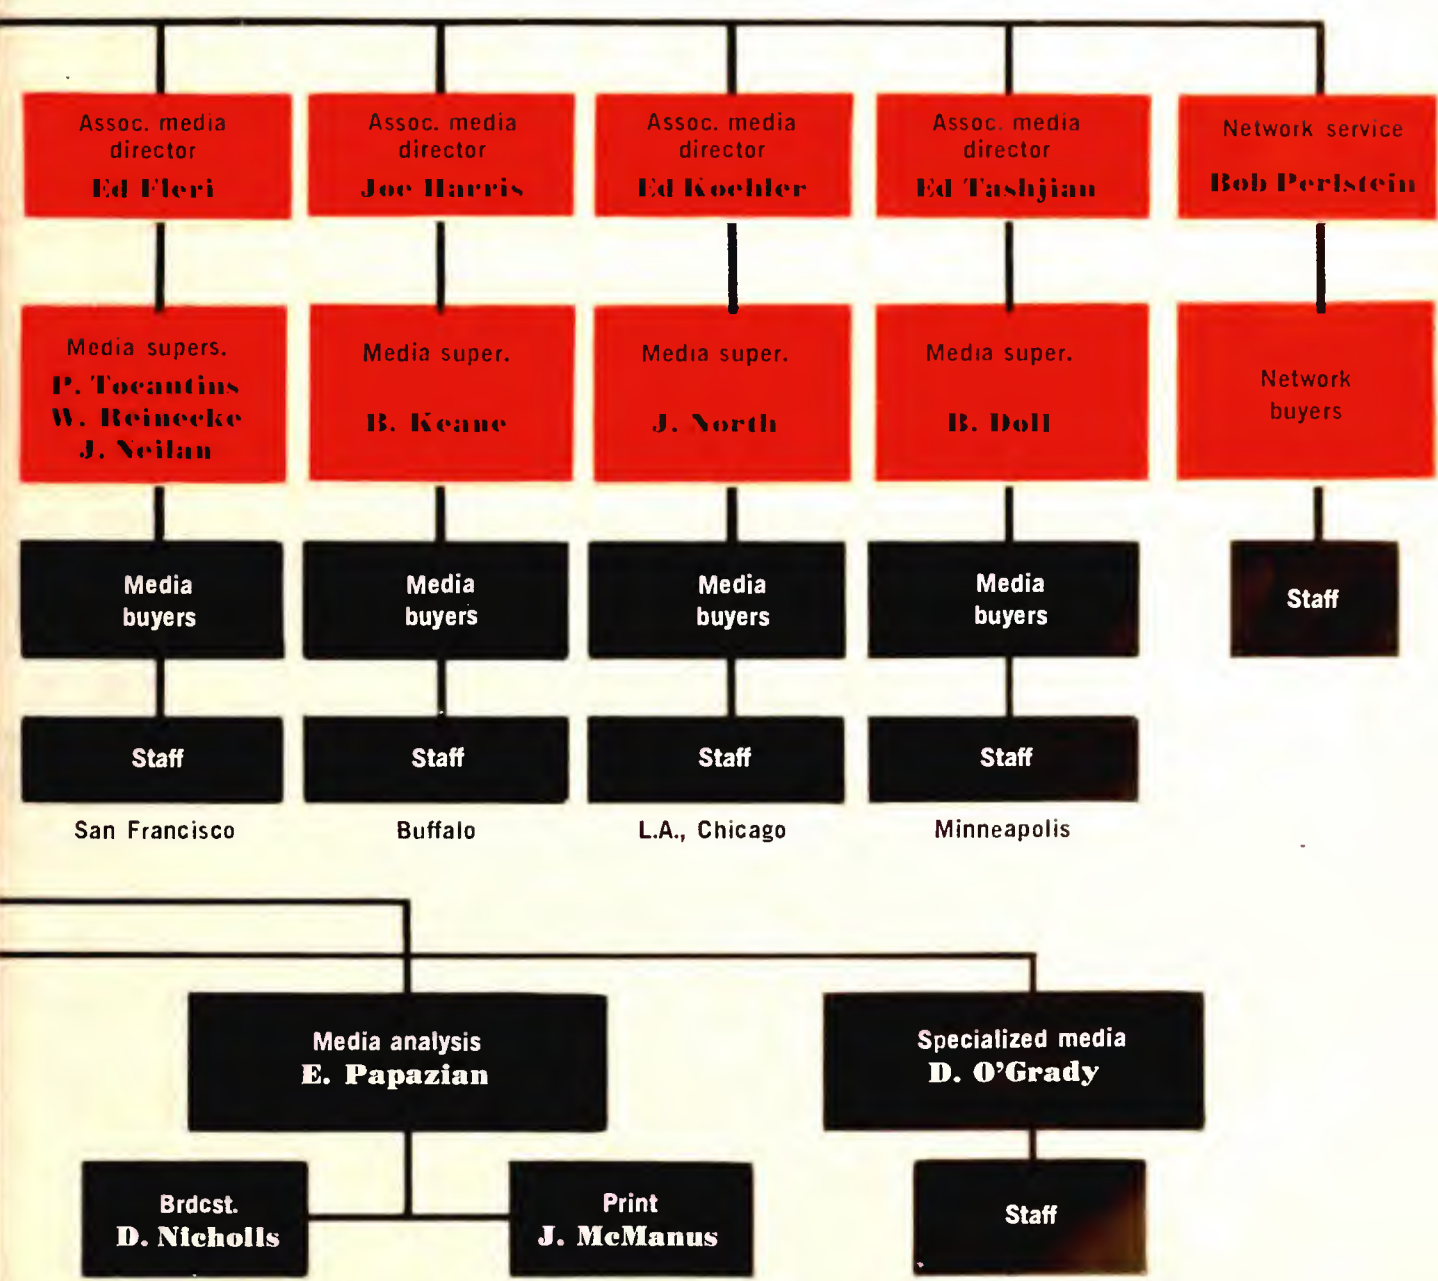 Assoc. media
director
Ed Fleri
Assoc. media
director
Joe Harris
Assoc. media
director
Ed Koehler
Assoc. media
director
Ed Tashjian
Network service
Bob Perlstein
Media supers.
P. Tocantins
W. Reinecke
J. Neilan
Media super.
B. Keane
Media super.
J. North
Media super.
B. Doll
Network
buyers
Media
buyers
Media
buyers
Media
buyers
Media
buyers
Staff
Staff
Staff
Staff
Staff
San Francisco
Buffalo
L.A., Chicago
Minneapolis
Media analysis
E. Papazian
Specialized media
D. O'Grady
Brdcst.
D. Nicholls
Print
J. McManus
Staff